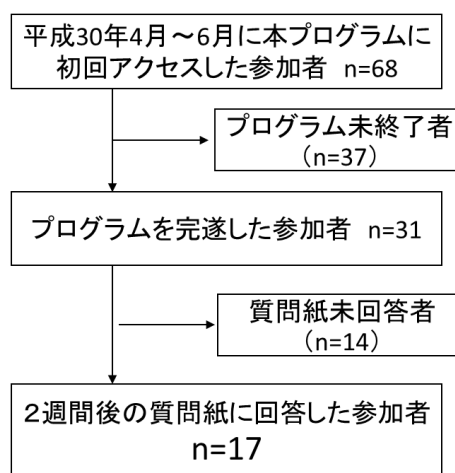 平成30年4月～6月に本プログラムに
初回アクセスした参加者 n=68
プログラム未終了者
（n=37）
プログラムを完遂した参加者 n=31
質問紙未回答者
（n=14）
２週間後の質問紙に回答した参加者
n=17